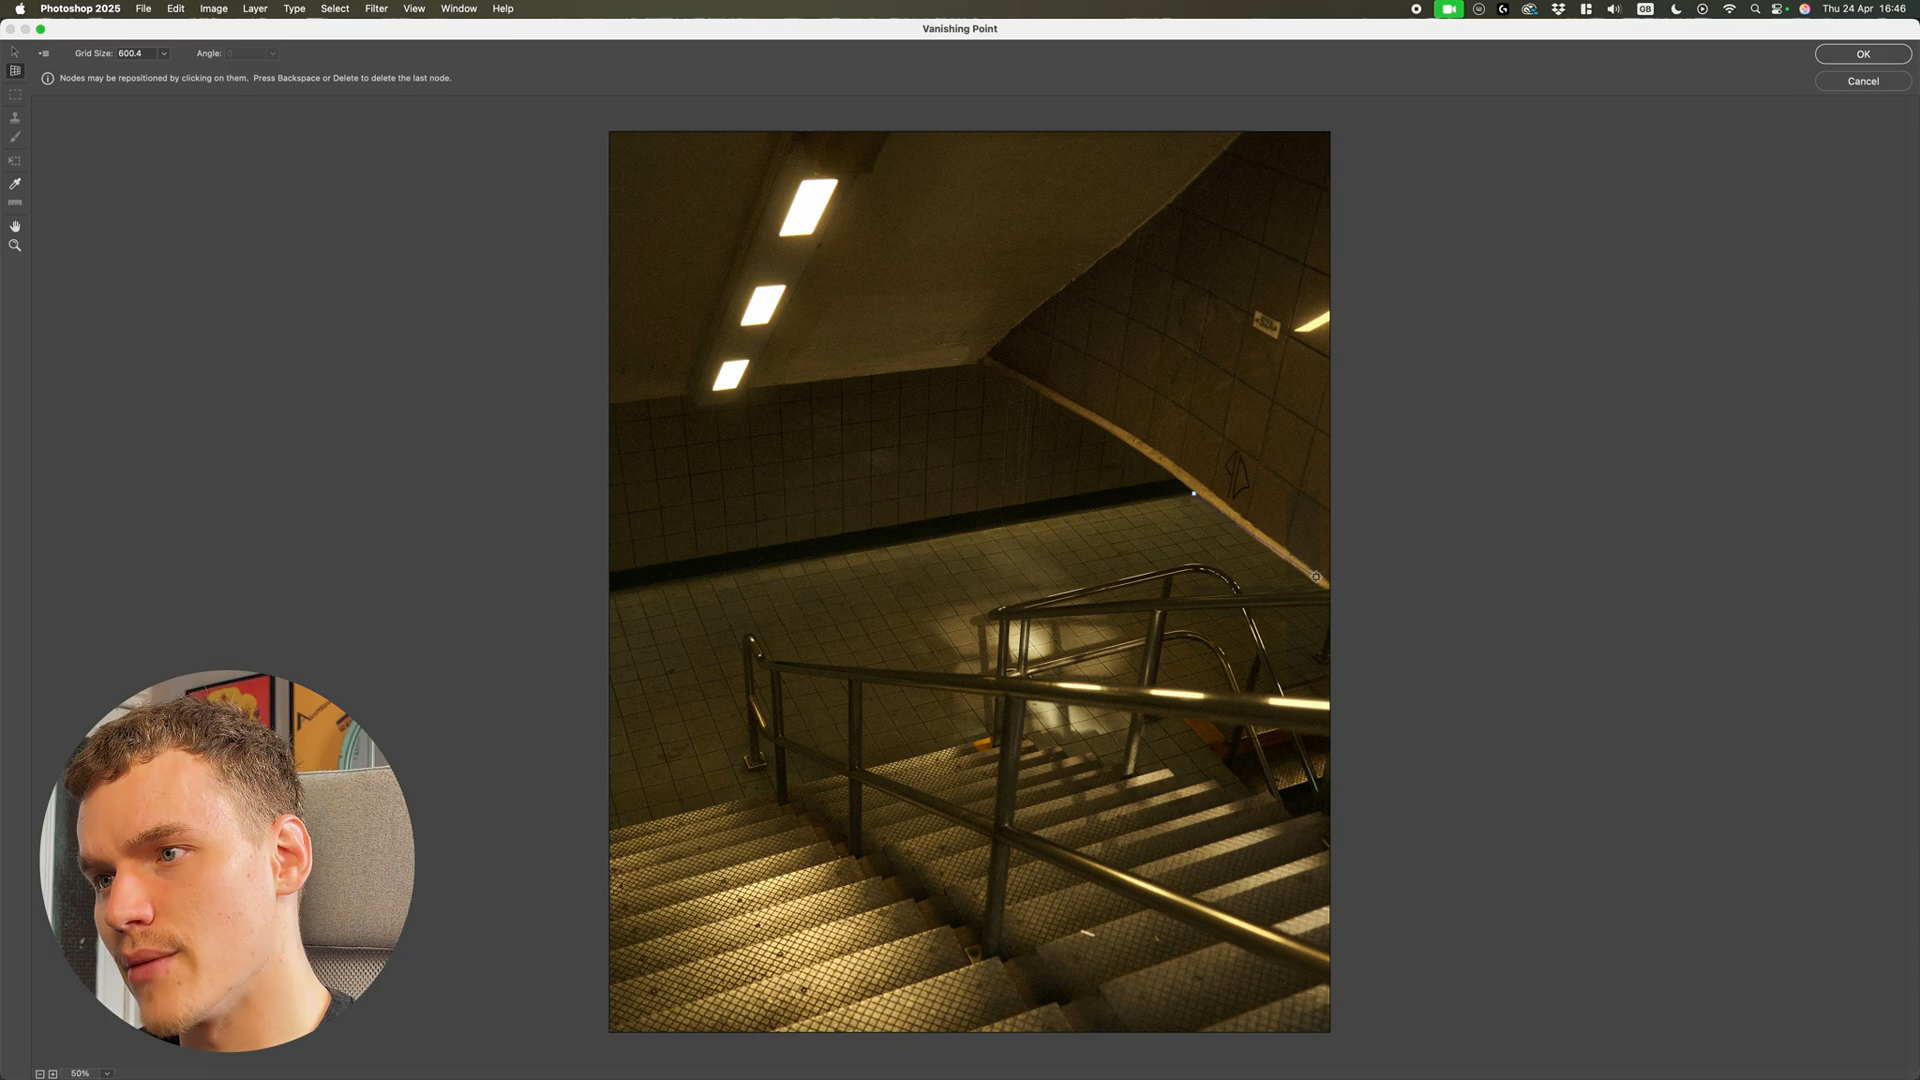 Photoshop 2025 File Edit Image Layer Type Select Filter View Window Help
GB
Thu 24 Apr 16:46
Vanishing Point
Grid Size: 600.4 Angle: 0
OK
Nodes may be repositioned by clicking on them. Press Backspace or Delete to delete the last node.
Cancel
50%